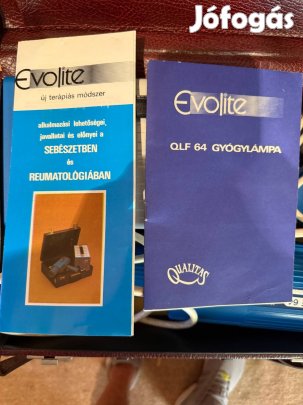 Jófogás
Evolite
új terápiás módszer
alkalmazási lehetőségei,
javallatai és előnyei a
SEBÉSZETBEN
és
REUMATOLÓGIÁBAN
Evolite
QLF 64 GYÓGYLÁMPA
QUALITAS